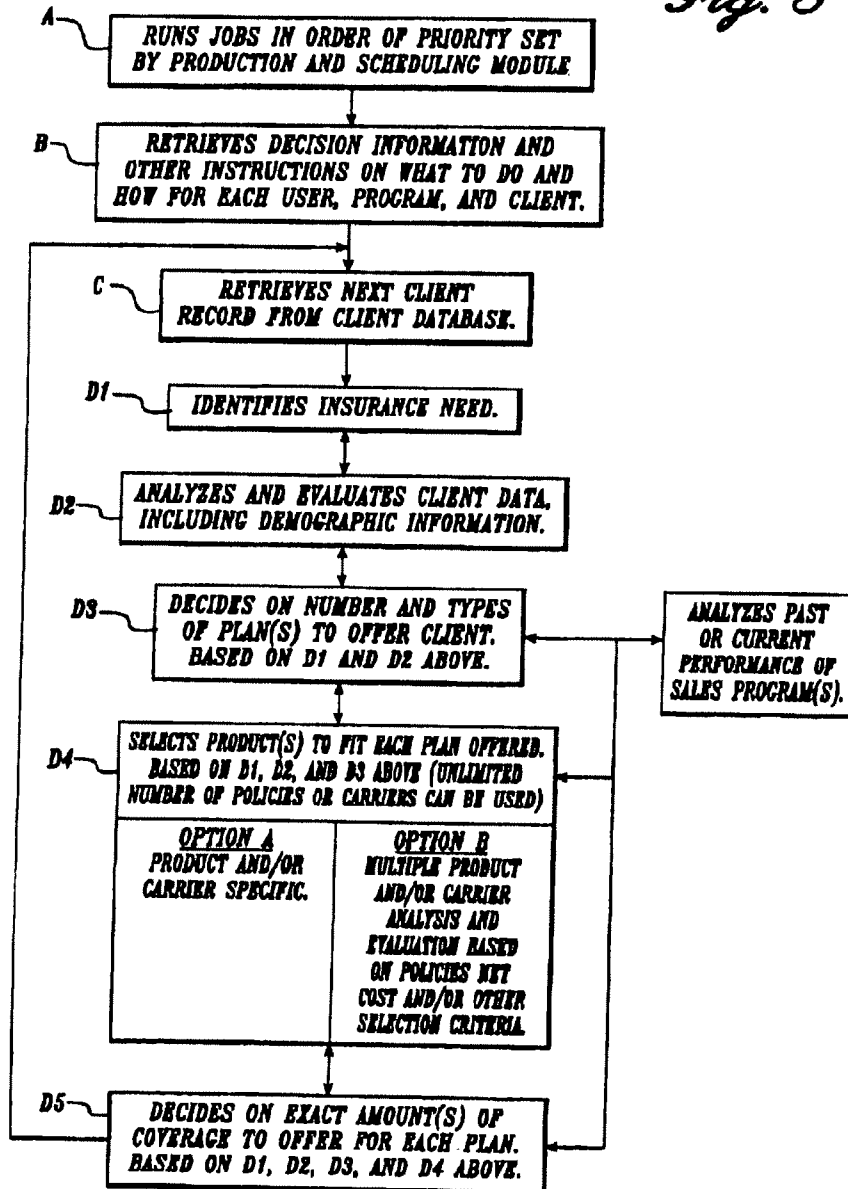 Fig.
A
RUNS JOBS IN ORDER OF PRIORITY SET
BY PRODUCTION AND SCHEDULING MODULE
B
RETRIEVES DECISION INFORMATION AND
OTHER INSTRUCTIONS ON WHAT TO DO AND
HOW FOR EACH USER, PROGRAM, AND CLIENT.
C
RETRIEVES NEXT CLIENT
RECORD FROM CLIENT DATABASE.
D1
IDENTIFIES INSURANCE NEED.
D2
ANALYZES AND EVALUATES CLIENT DATA,
INCLUDING DEMOGRAPHIC INFORMATION.
D3
DECIDES ON NUMBER AND TYPES
OF PLAN(S) TO OFFER CLIENT.
BASED ON D1 AND D2 ABOVE.
ANALYZES PAST
OR CURRENT
PERFORMANCE OF
SALES PROGRAM(S).
D4
SELECTS PRODUCT(S) TO FIT EACH PLAN OFFERED.
BASED ON D1, D2, AND D3 ABOVE (UNLIMITED
NUMBER OF POLICIES OR CARRIERS CAN BE USED)
OPTION A
PRODUCT AND/OR
CARRIER SPECIFIC.
OPTION B
MULTIPLE PRODUCT
AND/OR CARRIER
ANALYSIS AND
EVALUATION BASED
ON POLICIES NET
COST AND/OR OTHER
SELECTION CRITERIA.
D5
DECIDES ON EXACT AMOUNT(S) OF
COVERAGE TO OFFER FOR EACH PLAN.
BASED ON D1, D2, D3, AND D4 ABOVE.